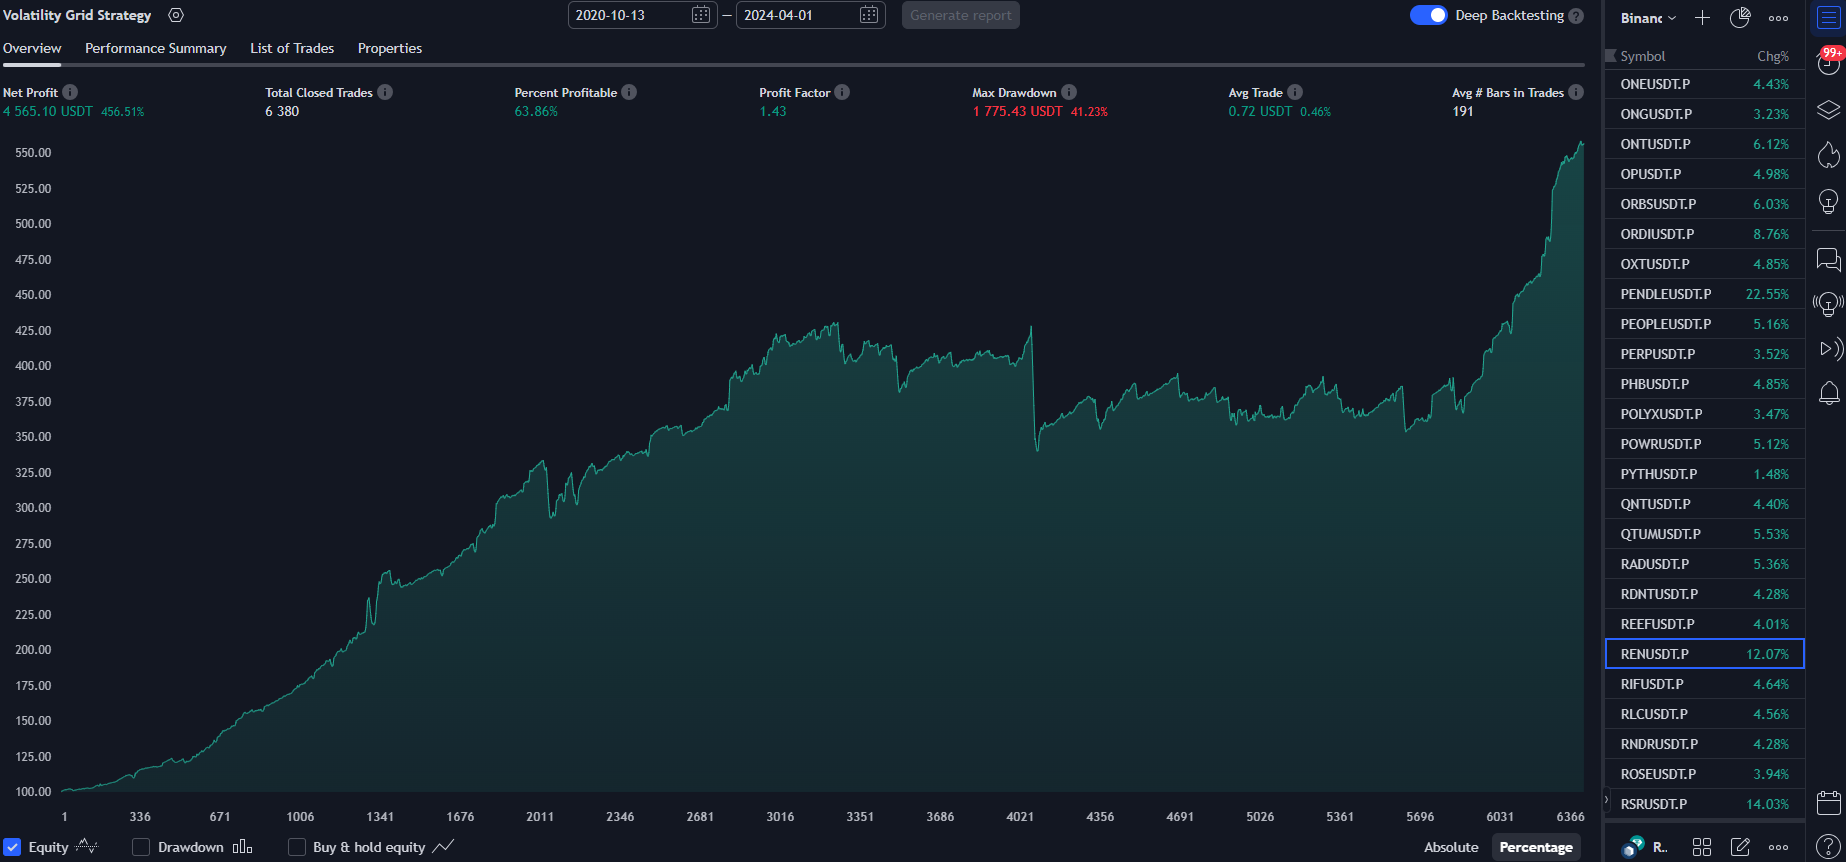 Volatility Grid Strategy
2020-10-13 — 2024-04-01 Generate report
Deep Backtesting ?
Overview Performance Summary List of Trades Properties
Net Profit Total Closed Trades Percent Profitable Profit Factor Max Drawdown Avg Trade Avg # Bars in Trades
4 565.10 USDT 456.51% 6 380 63.86% 1.43 1 775.43 USDT 41.23% 0.72 USDT 0.46% 191
550.00
525.00
500.00
475.00
450.00
425.00
400.00
375.00
350.00
325.00
300.00
275.00
250.00
225.00
200.00
175.00
150.00
125.00
100.00
1 336 671 1006 1341 1676 2011 2346 2681 3016 3351 3686 4021 4356 4691 5026 5361 5696 6031 6366
Equity Drawdown Buy & hold equity Absolute Percentage
Binanc
Symbol Chg%
ONEUSDT.P 4.43%
ONGUSDT.P 3.23%
ONTUSDT.P 6.12%
OPUSDT.P 4.98%
ORBSUSDT.P 6.03%
ORDIUSDT.P 8.76%
OXTUSDT.P 4.85%
PENDLEUSDT.P 22.55%
PEOPLEUSDT.P 5.16%
PERPUSDT.P 3.52%
PHBUSDT.P 4.85%
POLYXUSDT.P 3.47%
POWRUSDT.P 5.12%
PYTHUSDT.P 1.48%
QNTUSDT.P 4.40%
QTUMUSDT.P 5.53%
RADUSDT.P 5.36%
RDNTUSDT.P 4.28%
REEFUSDT.P 4.01%
RENUSDT.P 12.07%
RIFUSDT.P 4.64%
RLCUSDT.P 4.56%
RNDRUSDT.P 4.28%
ROSEUSDT.P 3.94%
RSRUSDT.P 14.03%
R..
99+